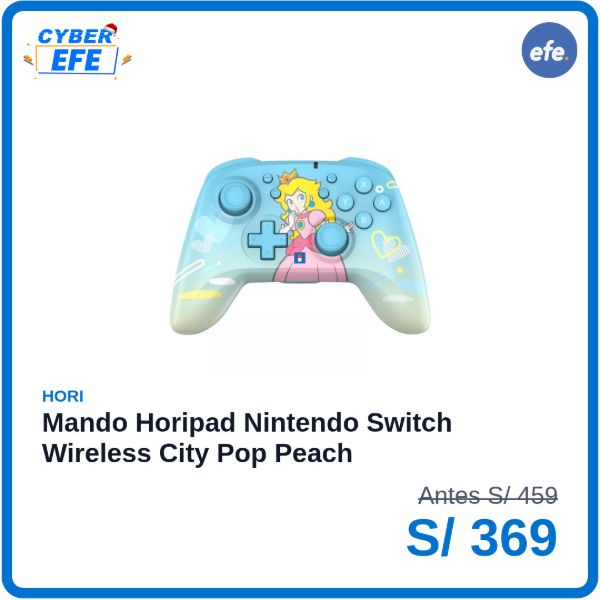 CYBER
EFE
efe.
X
Y
A
B
HORI
Mando Horipad Nintendo Switch
Wireless City Pop Peach
Antes S/ 459
S/ 369